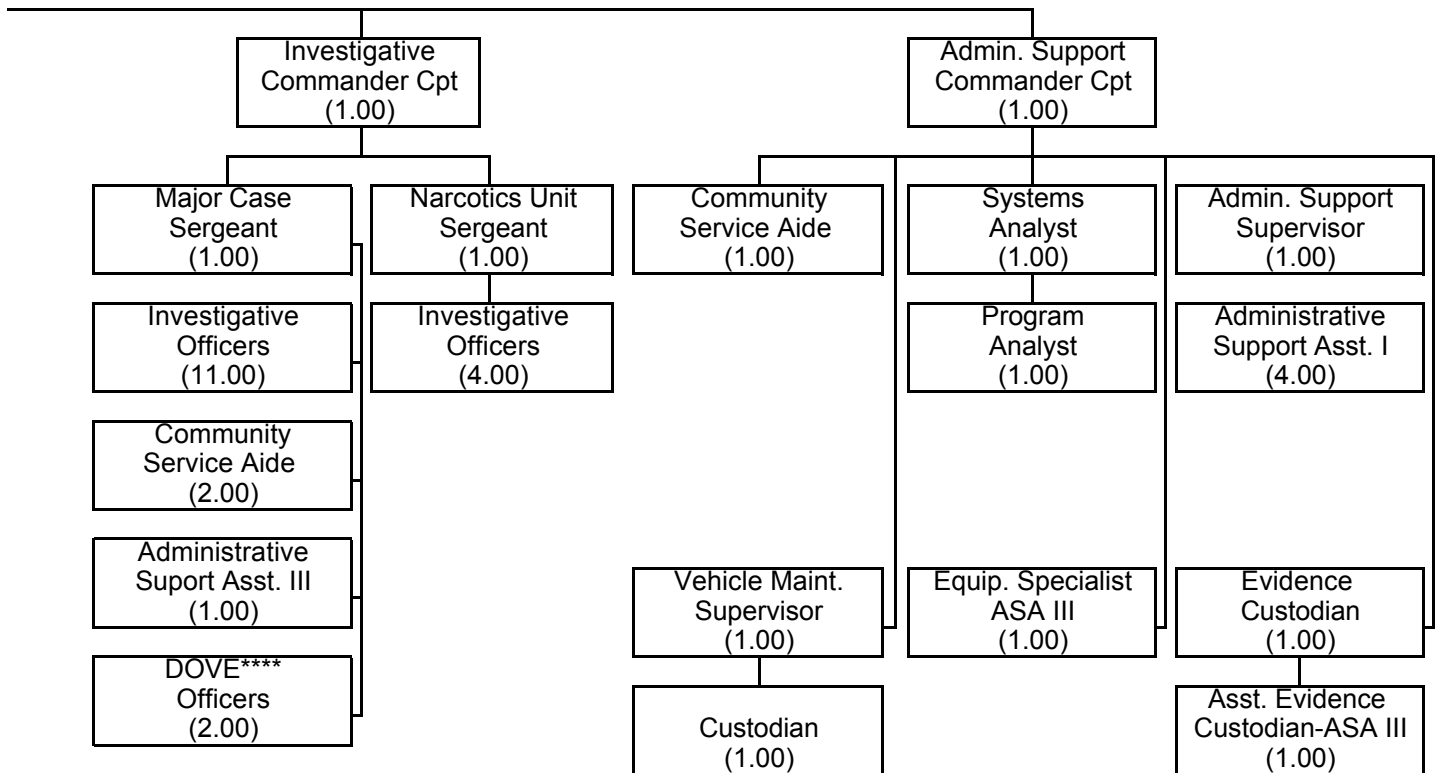 Investigative
Commander Cpt
(1.00)
Admin. Support
Commander Cpt
(1.00)
Major Case
Sergeant
(1.00)
Narcotics Unit
Sergeant
(1.00)
Community
Service Aide
(1.00)
Systems
Analyst
(1.00)
Admin. Support
Supervisor
(1.00)
Investigative
Officers
(11.00)
Investigative
Officers
(4.00)
Program
Analyst
(1.00)
Administrative
Support Asst. I
(4.00)
Community
Service Aide
(2.00)
Administrative
Suport Asst. III
(1.00)
Vehicle Maint.
Supervisor
(1.00)
Equip. Specialist
ASA III
(1.00)
Evidence
Custodian
(1.00)
DOVE****
Officers
(2.00)
Custodian
(1.00)
Asst. Evidence
Custodian-ASA III
(1.00)